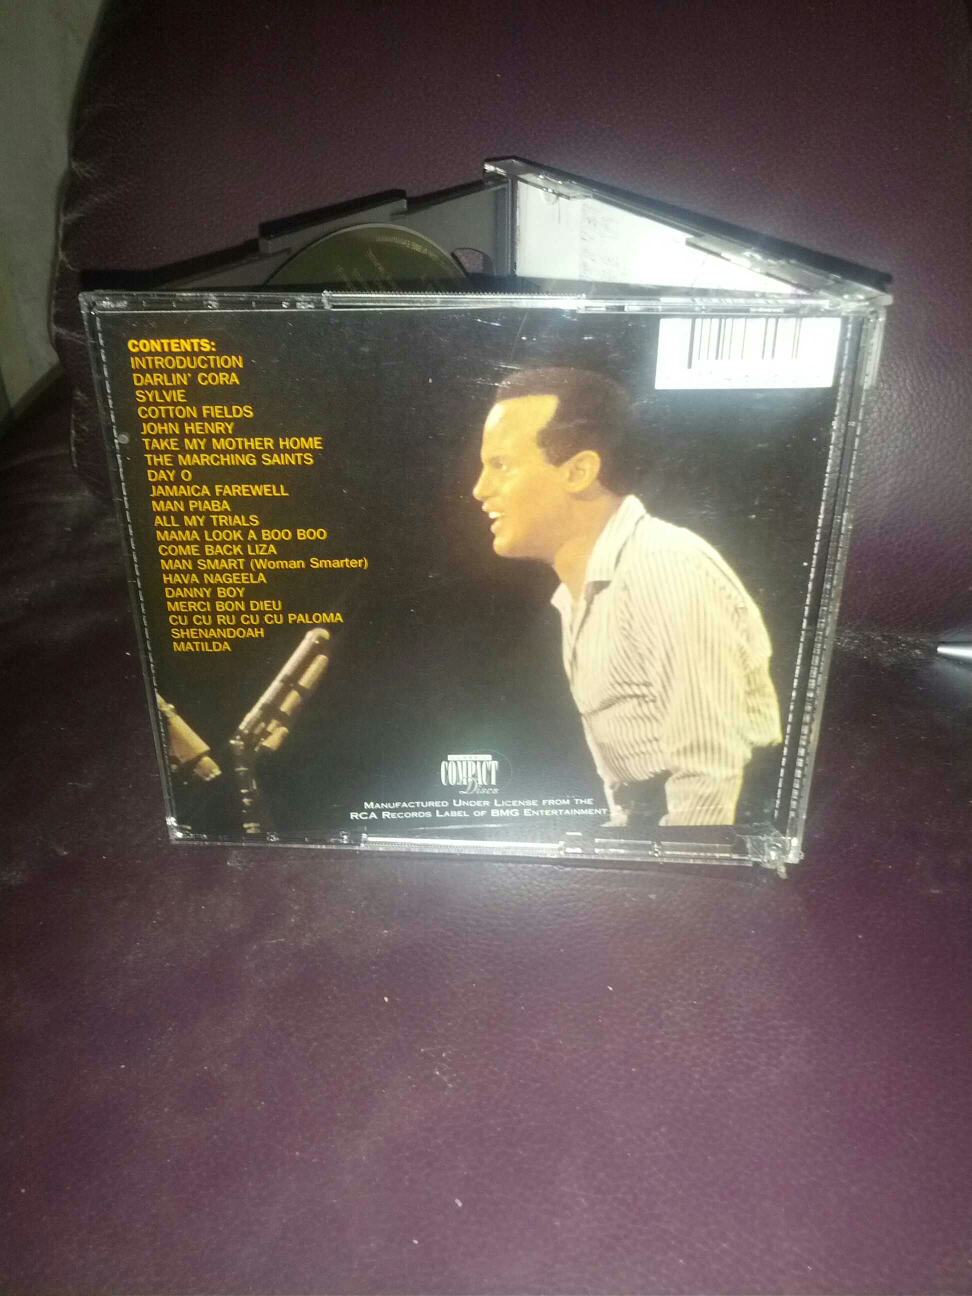 CONTENTS:
INTRODUCTION
DARLIN' CORA
SYLVIE
COTTON FIELDS
JOHN HENRY
TAKE MY MOTHER HOME
THE MARCHING SAINTS
DAY O
JAMAICA FAREWELL
MAN PIABA
ALL MY TRIALS
MAMA LOOK A BOO BOO
COME BACK LIZA
MAN SMART (Woman Smarter)
HAVA NAGEELA
DANNY BOY
MERCI BON DIEU
CU CU RU CU CU PALOMA
SHENANDOAH
MATILDA
COMPACT
Discs
MANUFACTURED UNDER LICENSE FROM THE
RCA RECORDS LABEL OF BMG ENTERTAINMENT